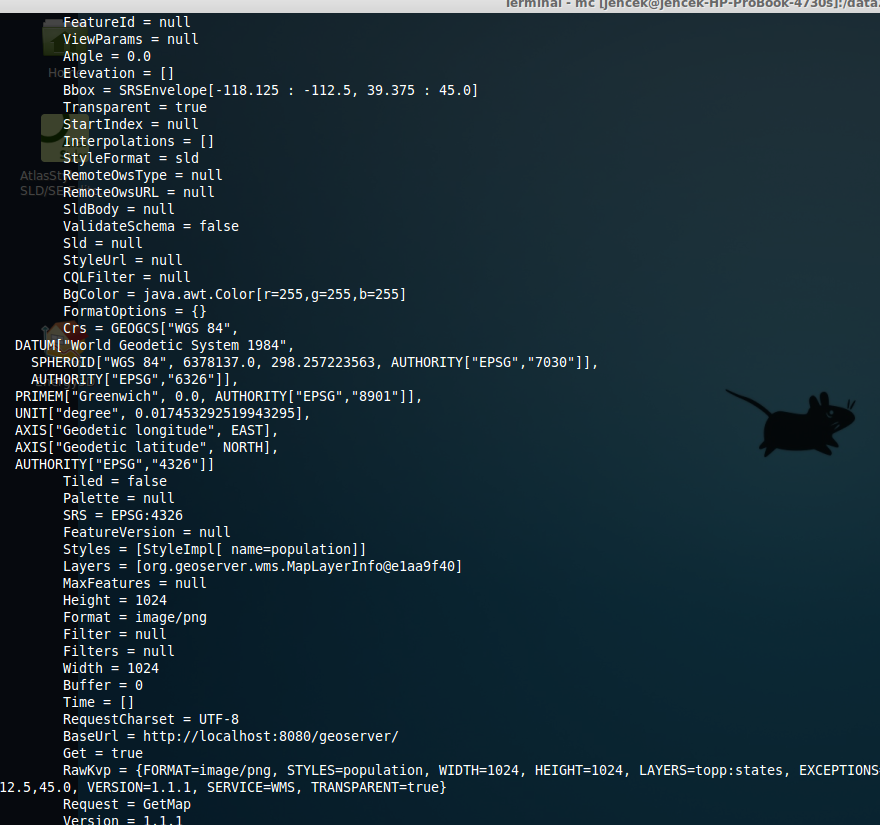 Terminal - mc [jencek@jencek-HP-ProBook-4730s]:/data
FeatureId = null
ViewParams = null
Angle = 0.0
Elevation = []
Bbox = SRSEnvelope[-118.125 : -112.5, 39.375 : 45.0]
Transparent = true
StartIndex = null
Interpolations = []
StyleFormat = sld
RemoteOwsType = null
RemoteOwsURL = null
SldBody = null
ValidateSchema = false
Sld = null
StyleUrl = null
CQLFilter = null
BgColor = java.awt.Color[r=255,g=255,b=255]
FormatOptions = {}
Crs = GEOGCS["WGS 84",
DATUM["World Geodetic System 1984",
SPHEROID["WGS 84", 6378137.0, 298.257223563, AUTHORITY["EPSG","7030"]],
AUTHORITY["EPSG","6326"]],
PRIMEM["Greenwich", 0.0, AUTHORITY["EPSG","8901"]],
UNIT["degree", 0.017453292519943295],
AXIS["Geodetic longitude", EAST],
AXIS["Geodetic latitude", NORTH],
AUTHORITY["EPSG","4326"]]
Tiled = false
Palette = null
SRS = EPSG:4326
FeatureVersion = null
Styles = [StyleImpl[ name=population]]
Layers = [org.geoserver.wms.MapLayerInfo@e1aa9f40]
MaxFeatures = null
Height = 1024
Format = image/png
Filter = null
Filters = null
Width = 1024
Buffer = 0
Time = []
RequestCharset = UTF-8
BaseUrl = http://localhost:8080/geoserver/
Get = true
RawKvp = {FORMAT=image/png, STYLES=population, WIDTH=1024, HEIGHT=1024, LAYERS=topp:states, EXCEPTIONS=
12.5,45.0, VERSION=1.1.1, SERVICE=WMS, TRANSPARENT=true}
Request = GetMap
Version = 1.1.1